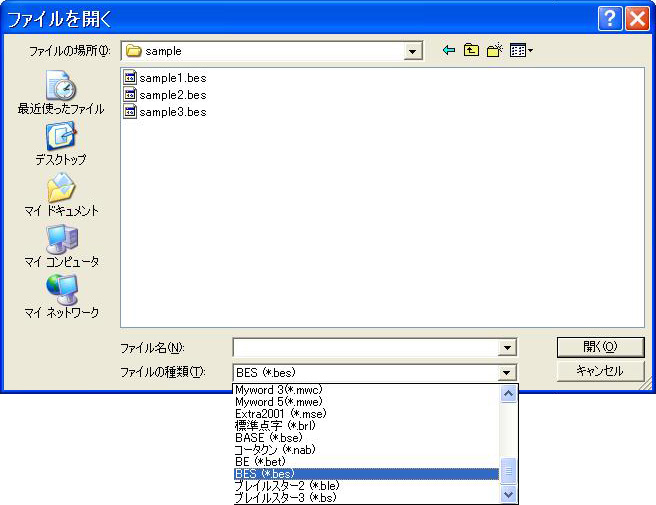 ファイルを開く
ファイルの場所(I):
sample
sample1.bes
sample2.bes
sample3.bes
最近使ったファイル
デスクトップ
マイ ドキュメント
マイ コンピュータ
マイ ネットワーク
ファイル名(N):
開く(O)
ファイルの種類(T):
BES (*.bes)
キャンセル
Myword 3(*.mwc)
Myword 5(*.mwe)
Extra2001 (*.mse)
標準点字 (*.brl)
BASE (*.bse)
コータクン (*.nab)
BE (*.bet)
BES (*.bes)
ブレイルスター2 (*.ble)
ブレイルスター3 (*.bs)